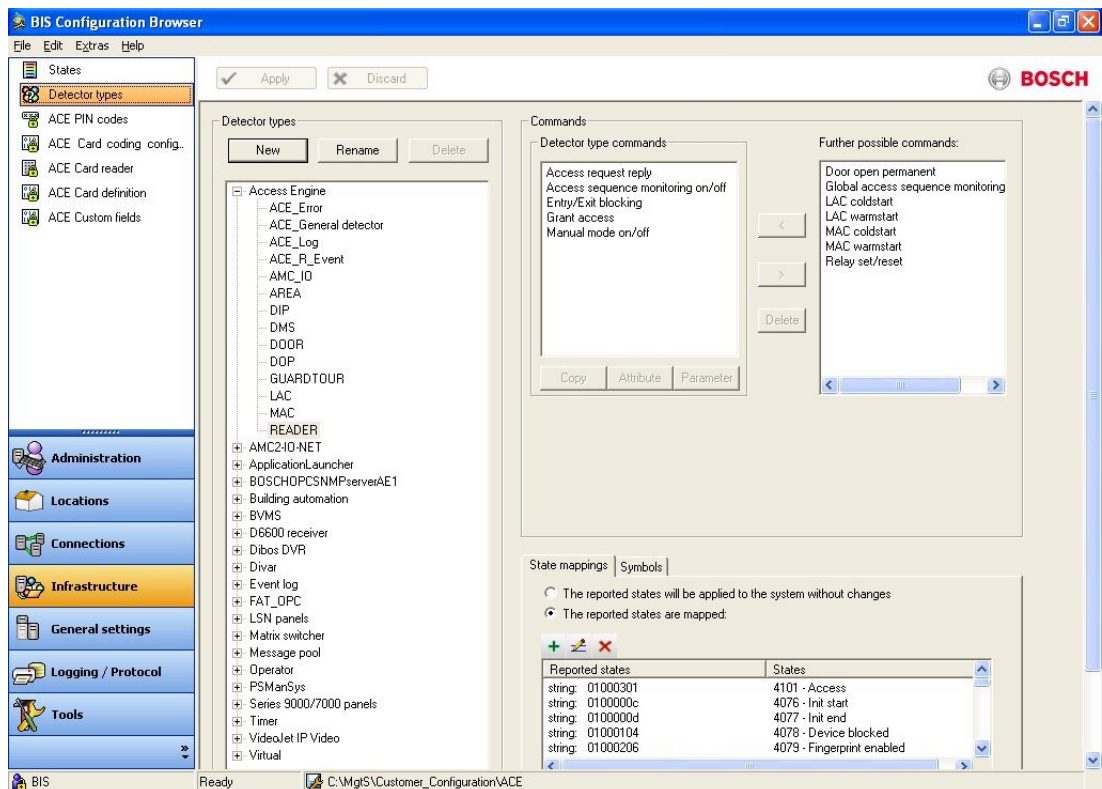 BIS Configuration Browser
File Edit Extras Help
States
Detector types
ACE PIN codes
ACE Card coding config..
ACE Card reader
ACE Card definition
ACE Custom fields
Administration
Locations
Connections
Infrastructure
General settings
Logging / Protocol
Tools
»
Apply
Discard
BOSCH
Detector types
New
Rename
Delete
Access Engine
ACE_Error
ACE_General detector
ACE_Log
ACE_R_Event
AMC_IO
AREA
DIP
DMS
DOOR
DOP
GUARDTOUR
LAC
MAC
READER
AMC2-IO-NET
ApplicationLauncher
BOSCHOPCSNMPserverAE1
Building automation
BVMS
D6600 receiver
Dibos DVR
Divar
Event log
FAT_OPC
LSN panels
Matrix switcher
Message pool
Operator
PSManSys
Series 9000/7000 panels
Timer
VideoJet IP Video
Virtual
Commands
Detector type commands
Access request reply
Access sequence monitoring on/off
Entry/Exit blocking
Grant access
Manual mode on/off
Copy
Attribute
Parameter
<
>
Delete
Further possible commands:
Door open permanent
Global access sequence monitoring
LAC coldstart
LAC warmstart
MAC coldstart
MAC warmstart
Relay set/reset
State mappings
Symbols
The reported states will be applied to the system without changes
The reported states are mapped:
Reported states States
string: 01000301 4101 - Access
string: 0100000c 4076 - Init start
string: 0100000d 4077 - Init end
string: 01000104 4078 - Device blocked
string: 01000206 4079 - Fingerprint enabled
BIS
Ready
C:\MgtS\Customer_Configuration\ACE